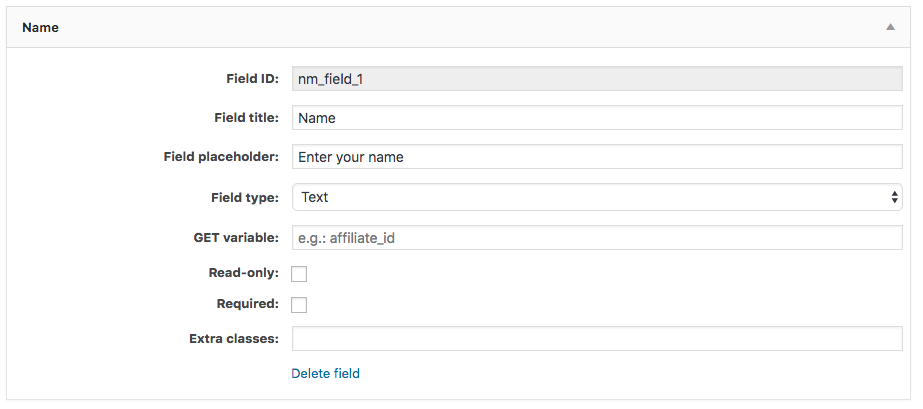 Name
Field ID: nm_field_1
Field title: Name
Field placeholder: Enter your name
Field type: Text
GET variable: e.g.: affiliate_id
Read-only:
Required:
Extra classes:
Delete field